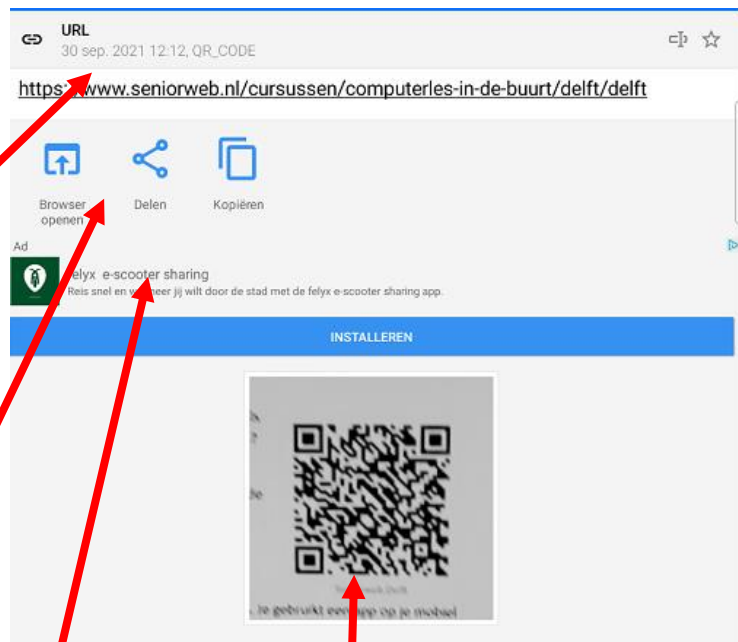 URL
30 sep. 2021 12:12, QR_CODE
https://www.seniorweb.nl/cursussen/computerles-in-de-buurt/delft/delft
Browser openen
Delen
Kopiëren
Ad
felyx e-scooter sharing
Reis snel en wanneer jij wilt door de stad met de felyx e-scooter sharing app.
INSTALLEREN
. Je gebruikt een app op je mobiel